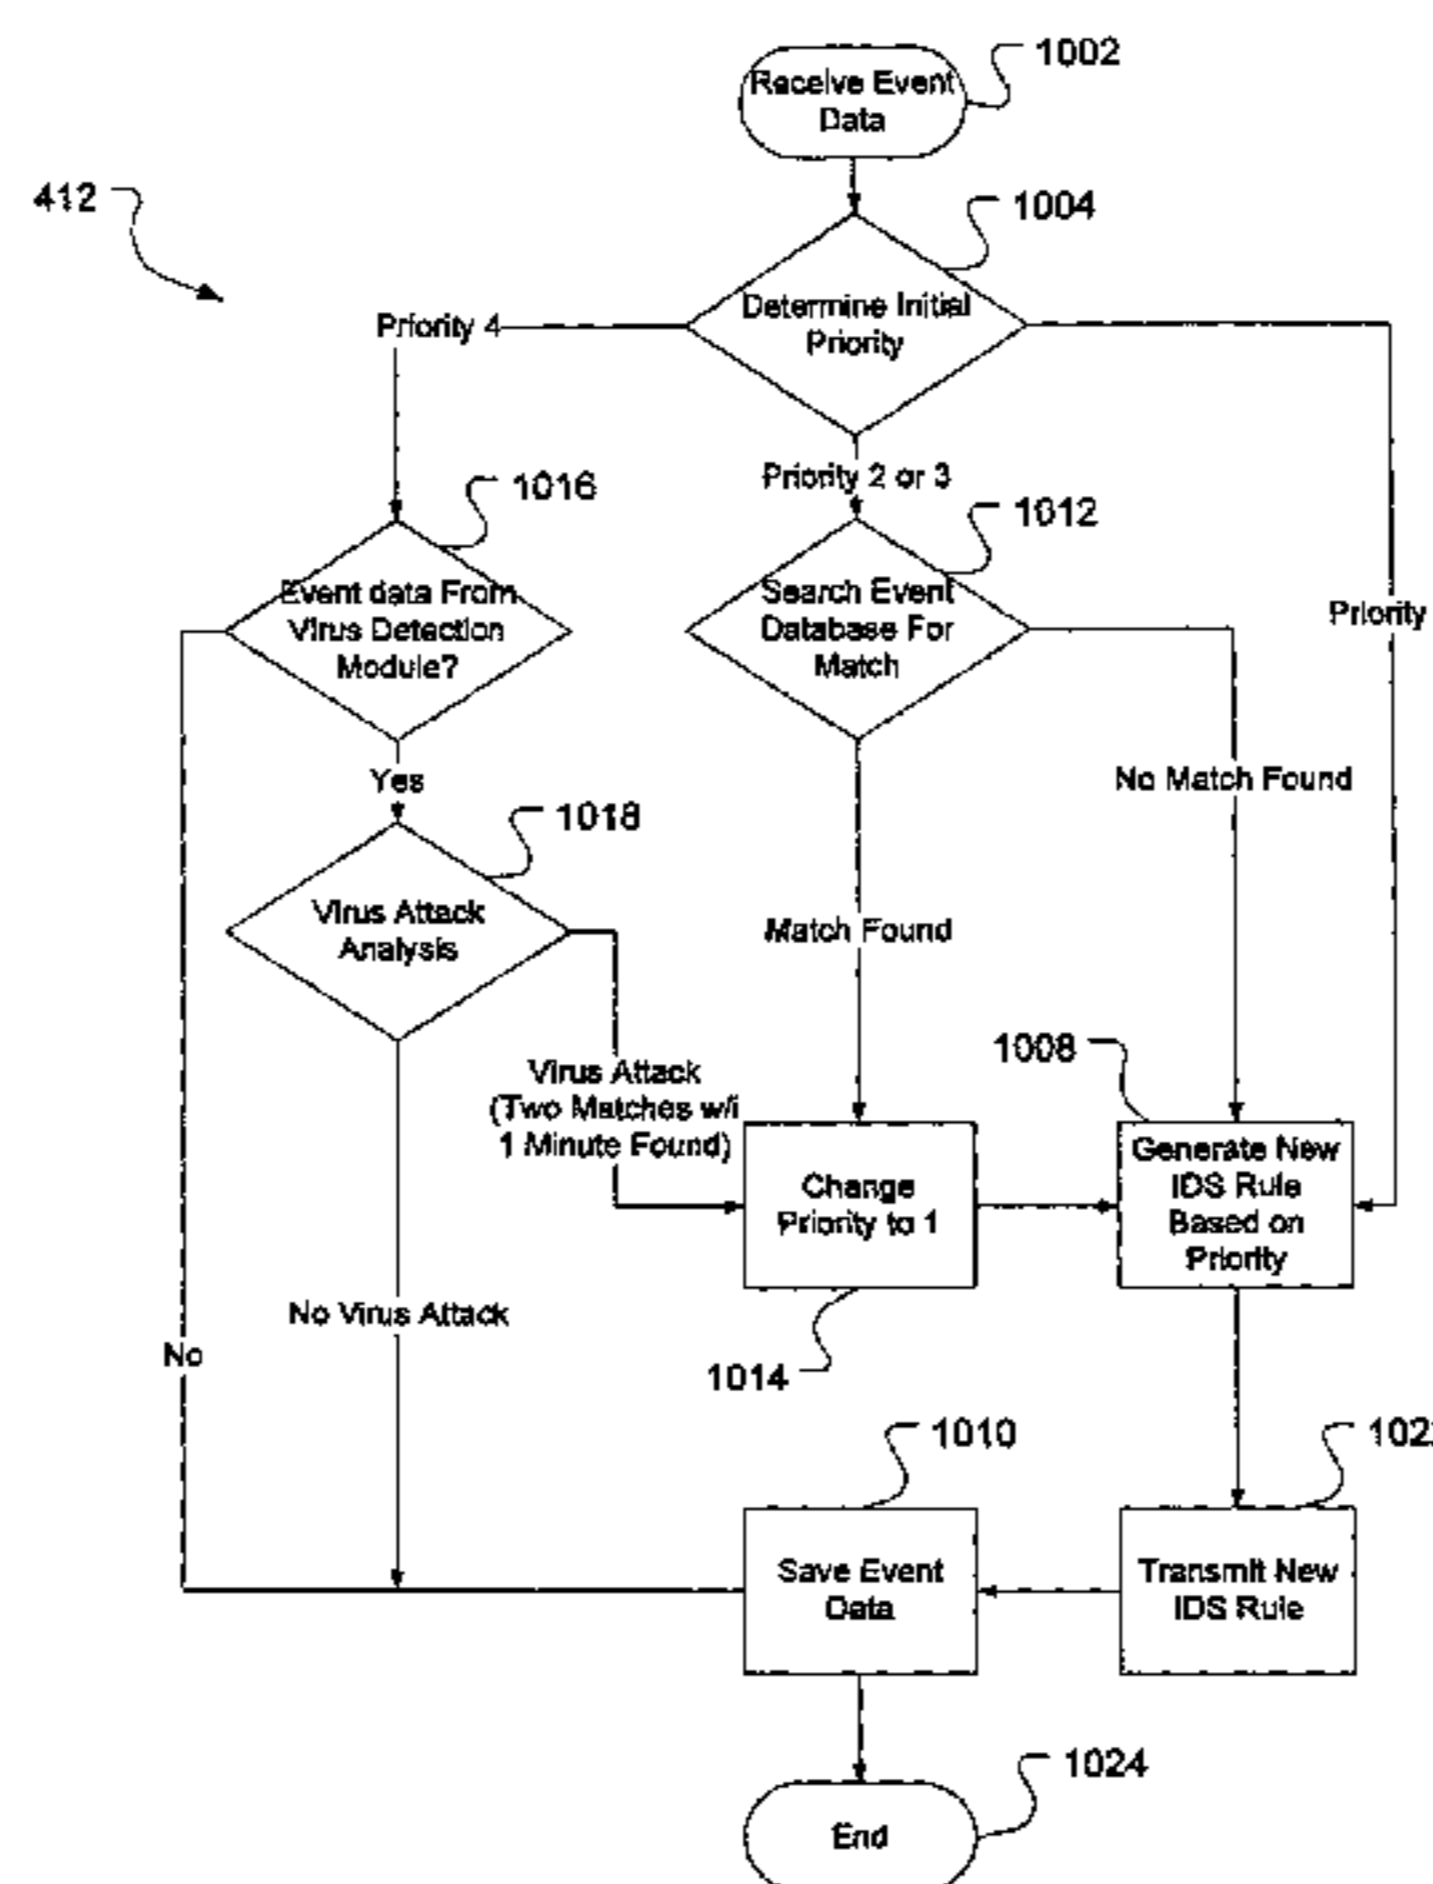 1002
Receive Event
Data
412
1004
Determine Initial
Priority
Priority 4
Priority 2 or 3
Priority
1016
Event data From
Virus Detection
Module?
1012
Search Event
Database For
Match
Yes
No Match Found
1018
Virus Attack
Analysis
Match Found
Virus Attack
(Two Matches w/i
1 Minute Found)
1008
Generate New
IDS Rule
Based on
Priority
Change
Priority to 1
No Virus Attack
No
1014
1010
Save Event
Data
Transmit New
IDS Rule
1024
End